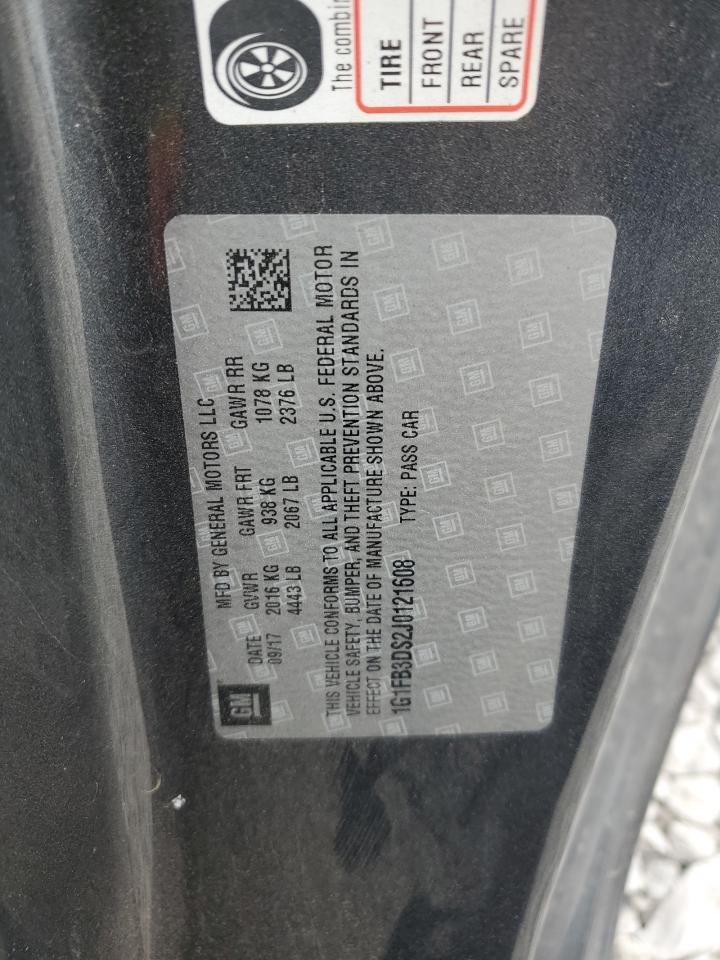 The combin
TIRE
FRONT
REAR
SPARE
GM
MFD BY GENERAL MOTORS LLC
DATE GVWR GAWR FRT GAWR RR
09/17 2016 KG 938 KG 1078 KG
4443 LB 2067 LB 2376 LB
THIS VEHICLE CONFORMS TO ALL APPLICABLE U.S. FEDERAL MOTOR
VEHICLE SAFETY, BUMPER, AND THEFT PREVENTION STANDARDS IN
EFFECT ON THE DATE OF MANUFACTURE SHOWN ABOVE.
1G1FB3DS2J0121608 TYPE: PASS CAR